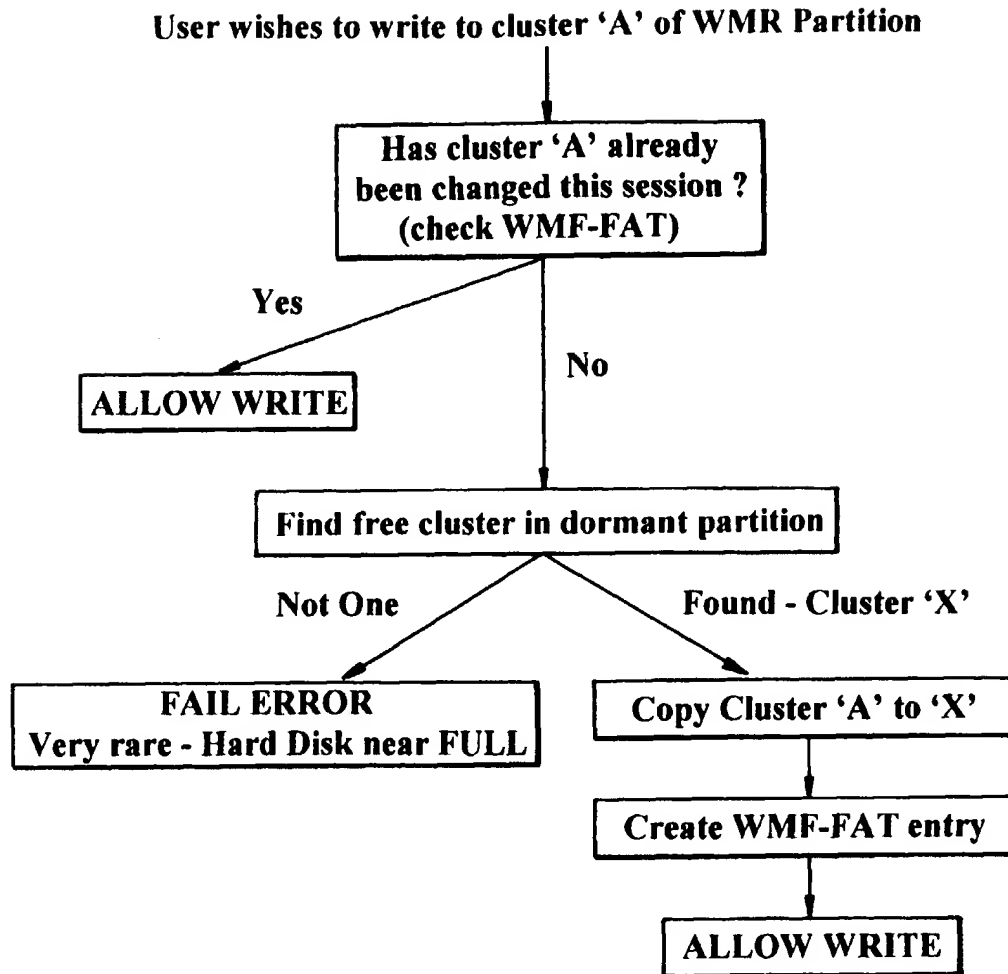 User wishes to write to cluster ‘A’ of WMR Partition
Has cluster ‘A’ already
been changed this session ?
(check WMF-FAT)
Yes
No
ALLOW WRITE
Find free cluster in dormant partition
Not One
Found - Cluster ‘X’
FAIL ERROR
Very rare - Hard Disk near FULL
Copy Cluster ‘A’ to ‘X’
Create WMF-FAT entry
ALLOW WRITE